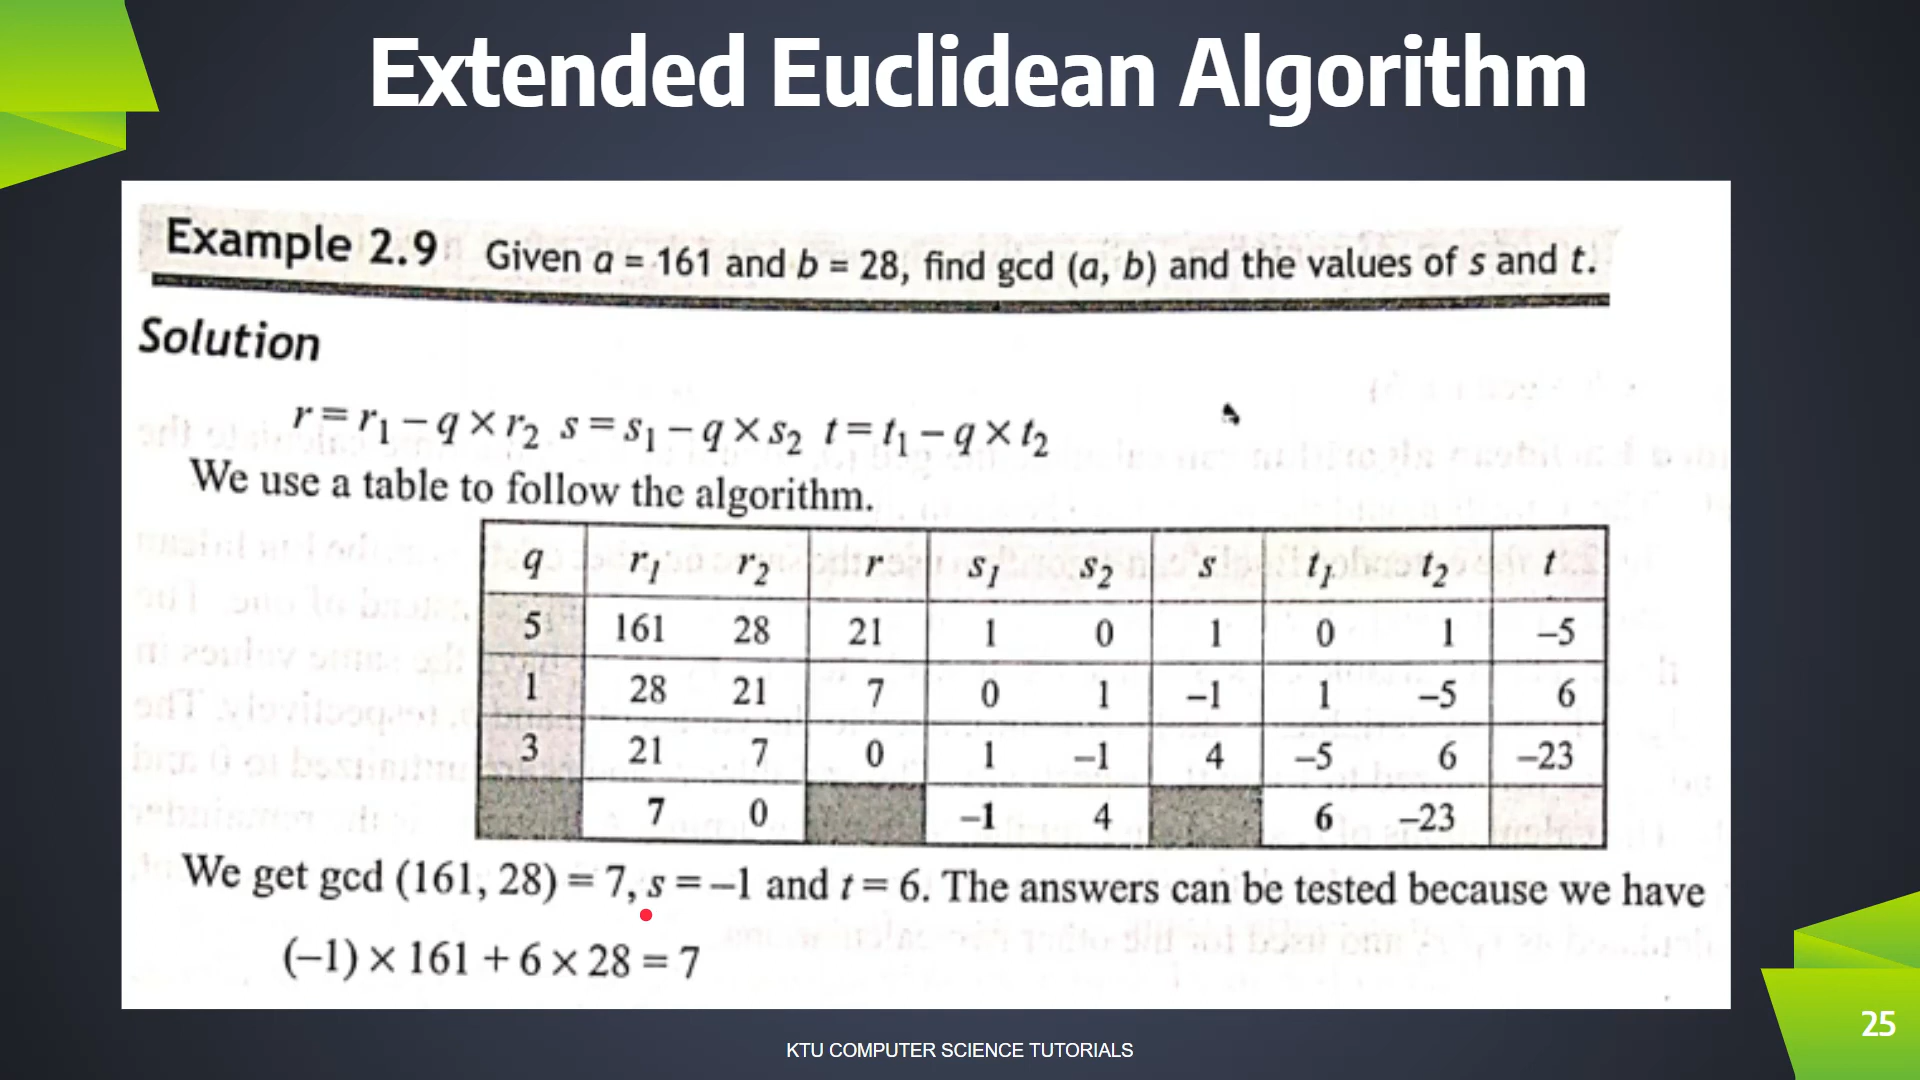 Extended Euclidean Algorithm
Example 2.9 Given a = 161 and b = 28, find gcd (a, b) and the values of s and t.
Solution
r = r₁ – q × r₂ s = s₁ – q × s₂ t = t₁ – q × t₂
We use a table to follow the algorithm.
q r₁ r₂ r s₁ s₂ s t₁ t₂ t
5 161 28 21 1 0 1 0 1 –5
1 28 21 7 0 1 –1 1 –5 6
3 21 7 0 1 –1 4 –5 6 –23
7 0 –1 4 6 –23
We get gcd (161, 28) = 7, s = –1 and t = 6. The answers can be tested because we have
(–1) × 161 + 6 × 28 = 7
KTU COMPUTER SCIENCE TUTORIALS
25